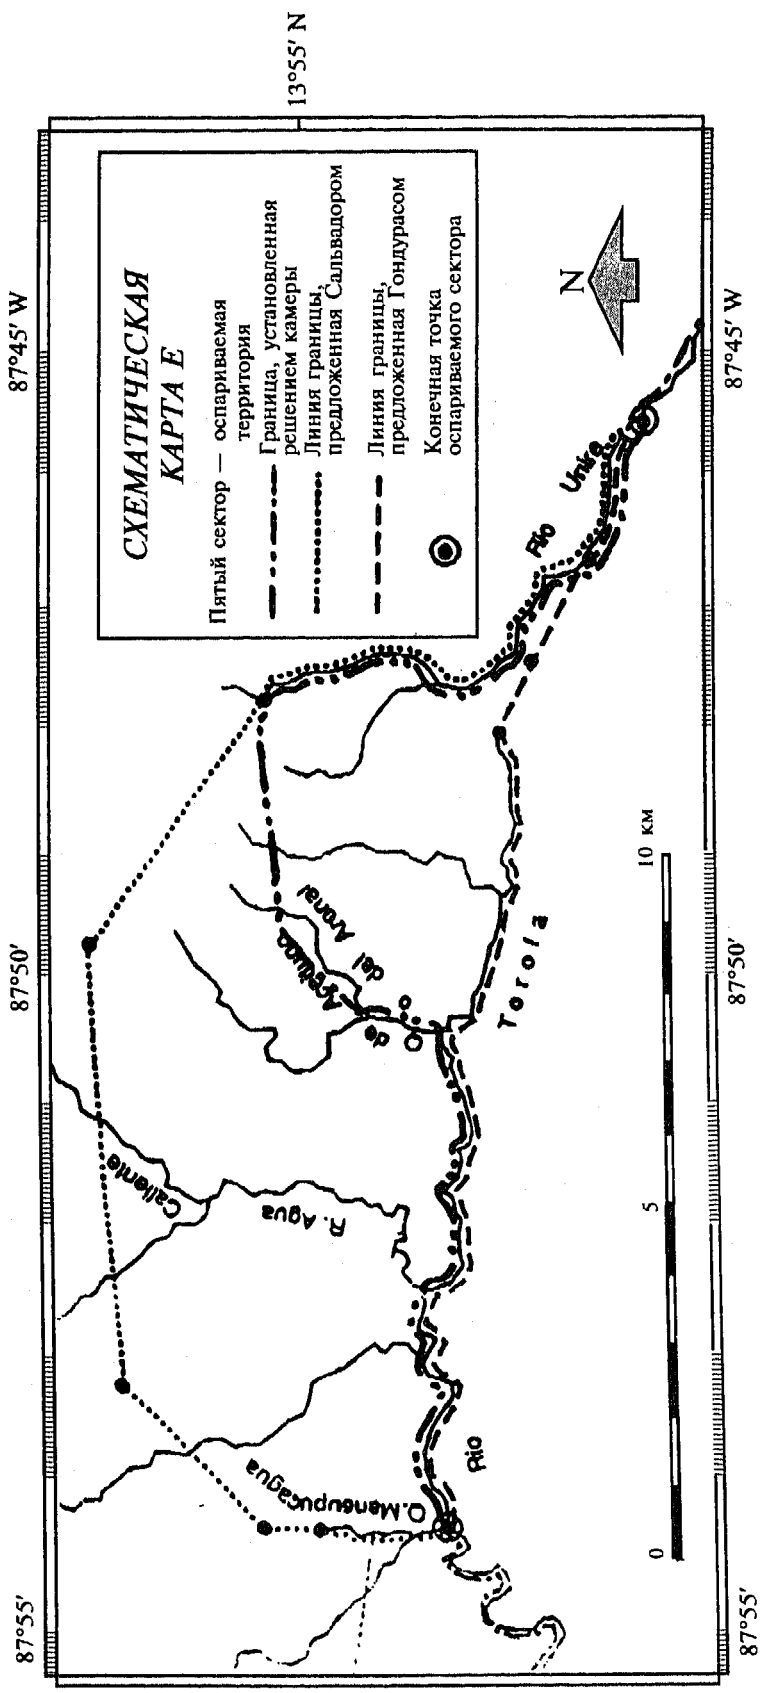 СХЕМАТИЧЕСКАЯ
КАРТА E
Пятый сектор — оспариваемая
территория
Граница, установленная
решением камеры
Линия границы,
предложенная Сальвадором
Линия границы,
предложенная Гондурасом
Конечная точка
оспариваемого сектора
N
13°55′ N
87°55′
87°50′
87°45′ W
87°55′
87°50′
87°45′ W
Q. Mansupucagua
Rio
R. Agua
Caliente
Q
de
del Arenal
Torola
Rio
Unire
0
5
10 км